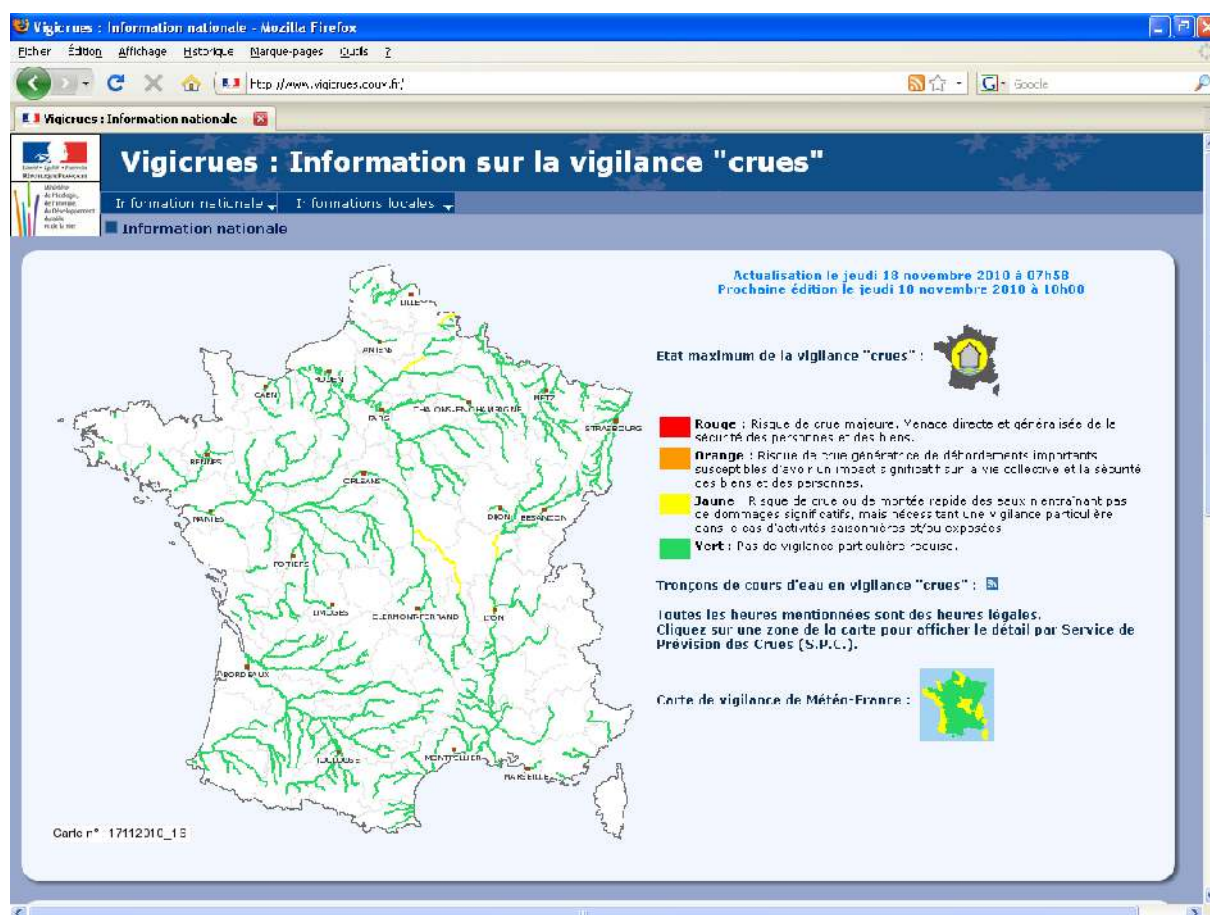 Vigicrues : Information nationale - Mozilla Firefox
Fichier Édition Affichage Historique Marque-pages Outils ?
http://www.vigicrues.gouv.fr/
Google
Vigicrues : Information nationale
Liberté • Égalité • Fraternité
RÉPUBLIQUE FRANÇAISE
Vigicrues : Information sur la vigilance "crues"
Information nationale
Informations locales
Information nationale
Actualisation le jeudi 18 novembre 2010 à 07h58
Prochaine édition le jeudi 18 novembre 2010 à 10h00
Etat maximum de la vigilance "crues" :
Rouge : Risque de crue majeure. Menace directe et généralisée de la
sécurité des personnes et des biens.
Orange : Risque de crue génératrice de débordements importants
susceptibles d'avoir un impact significatif sur la vie collective et la sécurité
des biens et des personnes.
Jaune : Risque de crue ou de montée rapide des eaux n'entraînant pas
de dommages significatifs, mais nécessitant une vigilance particulière
dans le cas d'activités saisonnières et/ou exposées
Vert : Pas de vigilance particulière requise.
Tronçons de cours d'eau en vigilance "crues" :
Toutes les heures mentionnées sont des heures légales.
Cliquez sur une zone de la carte pour afficher le détail par Service de
Prévision des Crues (S.P.C.).
Carte de vigilance de Météo-France :
LILLE
AMIENS
ROUEN
CAEN
METZ
PARIS
CHALONS-EN-CHAMPAGNE
STRASBOURG
RENNES
ORLEANS
NANTES
DIJON
BESANCON
POITIERS
LIMOGES
CLERMONT-FERRAND
LYON
BORDEAUX
TOULOUSE
MONTPELLIER
MARSEILLE
Carte n° : 17112010_16